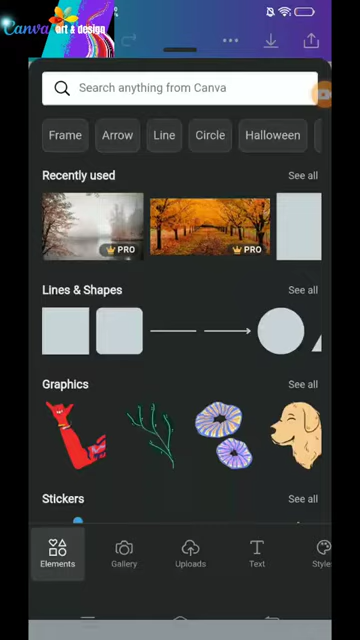 Canva art & design
Search anything from Canva
Frame
Arrow
Line
Circle
Halloween
Recently used
See all
PRO
PRO
Lines & Shapes
See all
Graphics
See all
Stickers
See all
Elements
Gallery
Uploads
Text
Style